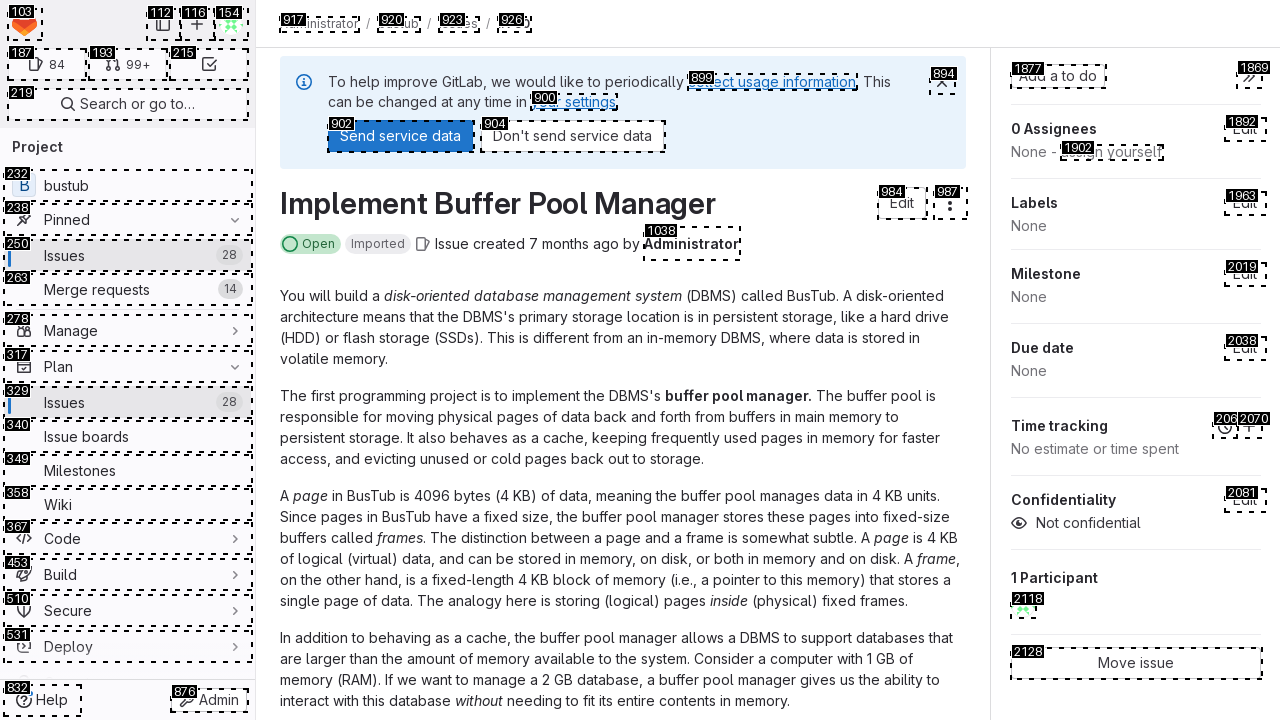 103
112
116
154
187
84
193
99+
215
219
Search or go to…
Project
232
B
bustub
238
Pinned
250
Issues
28
263
Merge requests
14
278
Manage
317
Plan
329
Issues
28
340
Issue boards
349
Milestones
358
Wiki
367
Code
453
Build
510
Secure
531
Deploy
832
Help
876
Admin
917
Administrator
/
920
/
923
/
926
To help improve GitLab, we would like to periodically
899
collect usage information. This
can be changed at any time in
900
your settings.
894
902
Send service data
904
Don't send service data
Implement Buffer Pool Manager
984
Edit
987
Open
Imported
Issue created 7 months ago by
1038
Administrator
You will build a disk-oriented database management system (DBMS) called BusTub. A disk-oriented
architecture means that the DBMS's primary storage location is in persistent storage, like a hard drive
(HDD) or flash storage (SSDs). This is different from an in-memory DBMS, where data is stored in
volatile memory.
The first programming project is to implement the DBMS's buffer pool manager. The buffer pool is
responsible for moving physical pages of data back and forth from buffers in main memory to
persistent storage. It also behaves as a cache, keeping frequently used pages in memory for faster
access, and evicting unused or cold pages back out to storage.
A page in BusTub is 4096 bytes (4 KB) of data, meaning the buffer pool manages data in 4 KB units.
Since pages in BusTub have a fixed size, the buffer pool manager stores these pages into fixed-size
buffers called frames. The distinction between a page and a frame is somewhat subtle. A page is 4 KB
of logical (virtual) data, and can be stored in memory, on disk, or both in memory and on disk. A frame,
on the other hand, is a fixed-length 4 KB block of memory (i.e., a pointer to this memory) that stores a
single page of data. The analogy here is storing (logical) pages inside (physical) fixed frames.
In addition to behaving as a cache, the buffer pool manager allows a DBMS to support databases that
are larger than the amount of memory available to the system. Consider a computer with 1 GB of
memory (RAM). If we want to manage a 2 GB database, a buffer pool manager gives us the ability to
interact with this database without needing to fit its entire contents in memory.
1877
Add a to do
1869
0 Assignees
1892
Edit
None -
1902
assign yourself
Labels
1963
Edit
None
Milestone
2019
Edit
None
Due date
2038
Edit
None
Time tracking
206
2070
No estimate or time spent
Confidentiality
2081
Edit
Not confidential
1 Participant
2118
2128
Move issue